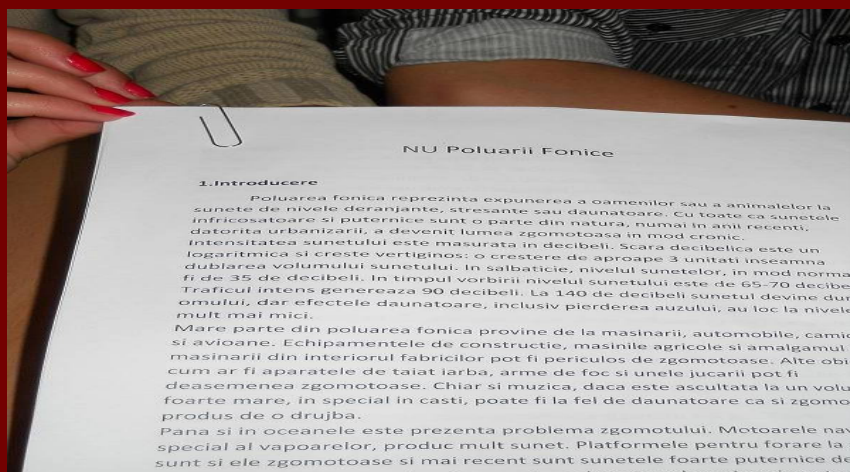 NU Poluarii Fonice
1.Introducere
Poluarea fonica reprezinta expunerea a oamenilor sau a animalelor la
sunete de nivele deranjante, stresante sau daunatoare. Cu toate ca sunetele
infricosatoare si puternice sunt o parte din natura, numai in anii recenti,
datorita urbanizarii, a devenit lumea zgomotoasa in mod cronic.
Intensitatea sunetului este masurata in decibeli. Scara decibelica este un
logaritmica si creste vertiginos: o crestere de aproape 3 unitati inseamna
dublarea volumului sunetului. In salbaticie, nivelul sunetelor, in mod norma
fi de 35 de decibeli. In timpul vorbirii nivelul sunetului este de 65-70 decibe
Traficul intens genereaza 90 decibeli. La 140 de decibeli sunetul devine dur
omului, dar efectele daunatoare, inclusiv pierderea auzului, au loc la nivele
mult mai mici.
Mare parte din poluarea fonica provine de la masinarii, automobile, camio
si avioane. Echipamentele de constructie, masinile agricole si amalgamul
masinarii din interiorul fabricilor pot fi periculos de zgomotoase. Alte obi
cum ar fi aparatele de taiat iarba, arme de foc si unele jucarii pot fi
deasemenea zgomotoase. Chiar si muzica, daca este ascultata la un volu
foarte mare, in special in casti, poate fi la fel de daunatoare ca si zgomo
produs de o drujba.
Pana si in oceanele este prezenta problema zgomotului. Motoarele nav
special al vapoarelor, produc mult sunet. Platformele pentru forare la
sunt si ele zgomotoase si mai recent sunt sunetele foarte puternice de